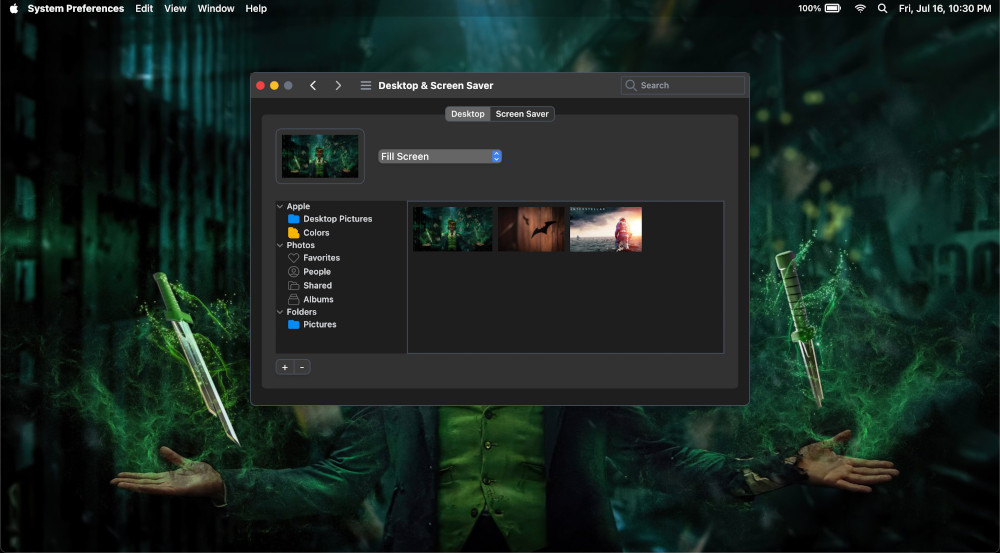 System Preferences Edit View Window Help 100% Fri, Jul 16, 10:30 PM
Desktop & Screen Saver Search
Desktop Screen Saver
Fill Screen
Apple
Desktop Pictures
Colors
Photos
Favorites
People
Shared
Albums
Folders
Pictures
+ -